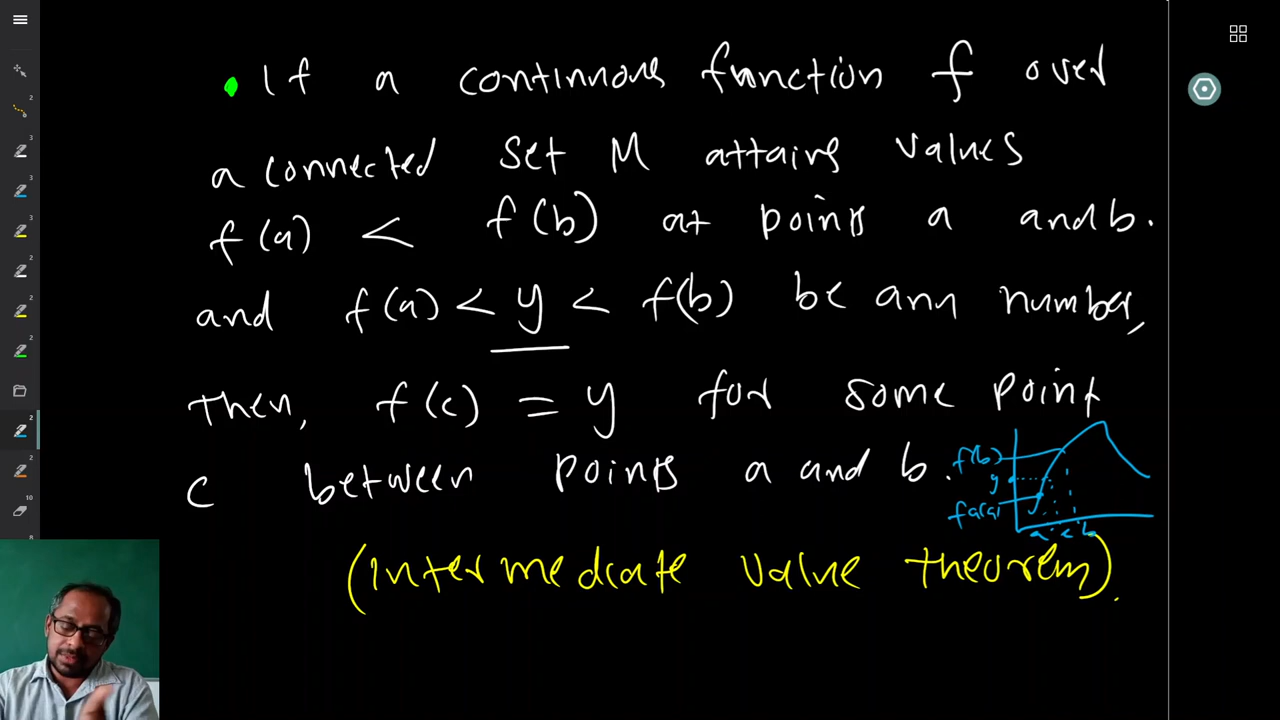 If a continuous function f over
a connected set M attains values
f(a) < f(b) at points a and b.
and f(a) < y < f(b) be any number,
then, f(c) = y for some point
c between points a and b.
f(b)
y
f(a)
a c b
(intermediate value theorem).